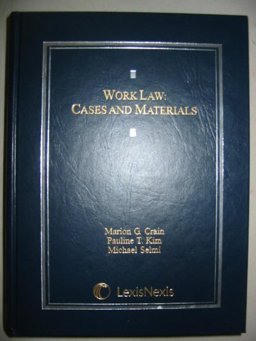 WORK LAW:
CASES AND MATERIALS
Marion G. Crain
Pauline T. Kim
Michael Selmi
LexisNexis